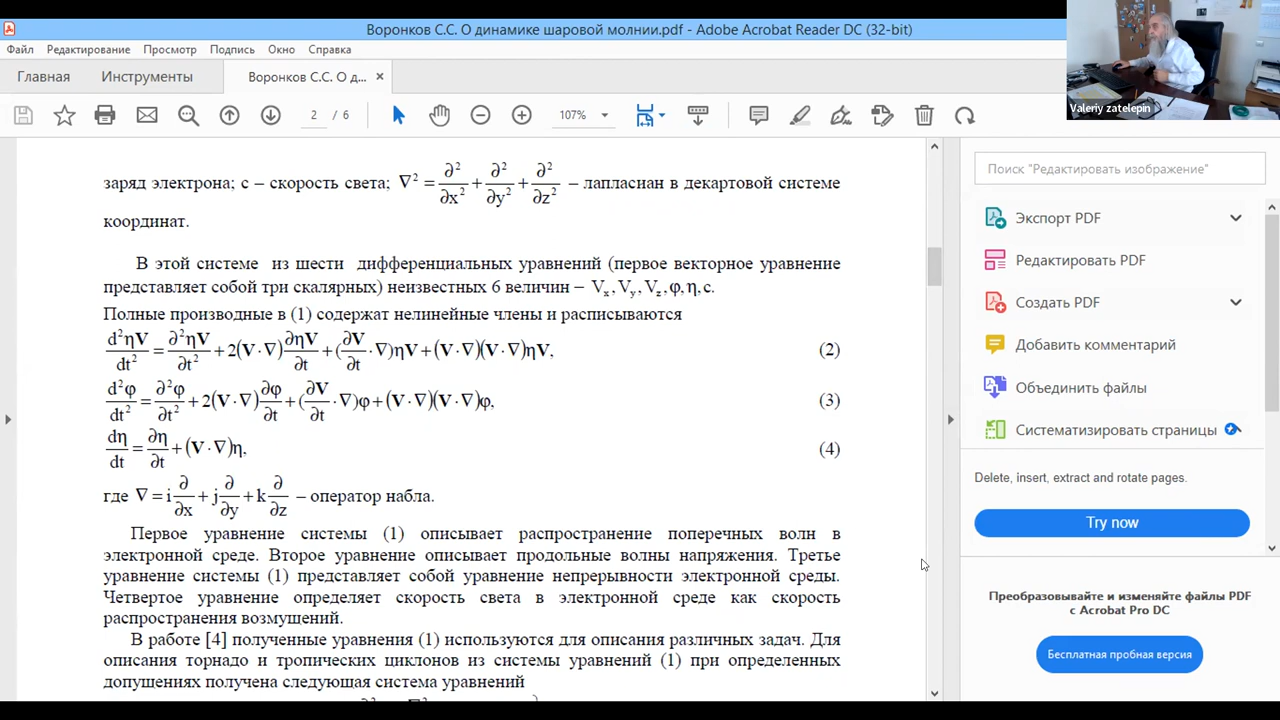 Воронков С.С. О динамике шаровой молнии.pdf - Adobe Acrobat Reader DC (32-bit)
Файл Редактирование Просмотр Подпись Окно Справка
Главная Инструменты Воронков С.С. О д... ×
2 / 6 107%
Valeriy zatelepin
заряд электрона; с – скорость света; ∇² = ∂²/∂x² + ∂²/∂y² + ∂²/∂z² – лапласиан в декартовой системе
координат.
В этой системе из шести дифференциальных уравнений (первое векторное уравнение
представляет собой три скалярных) неизвестных 6 величин – Vx, Vy, Vz, φ, η, c.
Полные производные в (1) содержат нелинейные члены и расписываются
d²ηV/dt² = ∂²ηV/∂t² + 2(V·∇)∂ηV/∂t + (∂V/∂t·∇)ηV + (V·∇)(V·∇)ηV, (2)
d²φ/dt² = ∂²φ/∂t² + 2(V·∇)∂φ/∂t + (∂V/∂t·∇)φ + (V·∇)(V·∇)φ, (3)
dη/dt = ∂η/∂t + (V·∇)η, (4)
где ∇ = i∂/∂x + j∂/∂y + k∂/∂z – оператор набла.
Первое уравнение системы (1) описывает распространение поперечных волн в
электронной среде. Второе уравнение описывает продольные волны напряжения. Третье
уравнение системы (1) представляет собой уравнение непрерывности электронной среды.
Четвертое уравнение определяет скорость света в электронной среде как скорость
распространения возмущений.
В работе [4] полученные уравнения (1) используются для описания различных задач. Для
описания торнадо и тропических циклонов из системы уравнений (1) при определенных
допущениях получена следующая система уравнений
Поиск "Редактировать изображение"
Экспорт PDF
Редактировать PDF
Создать PDF
Добавить комментарий
Объединить файлы
Систематизировать страницы
Delete, insert, extract and rotate pages.
Try now
Преобразовывайте и изменяйте файлы PDF
с Acrobat Pro DC
Бесплатная пробная версия